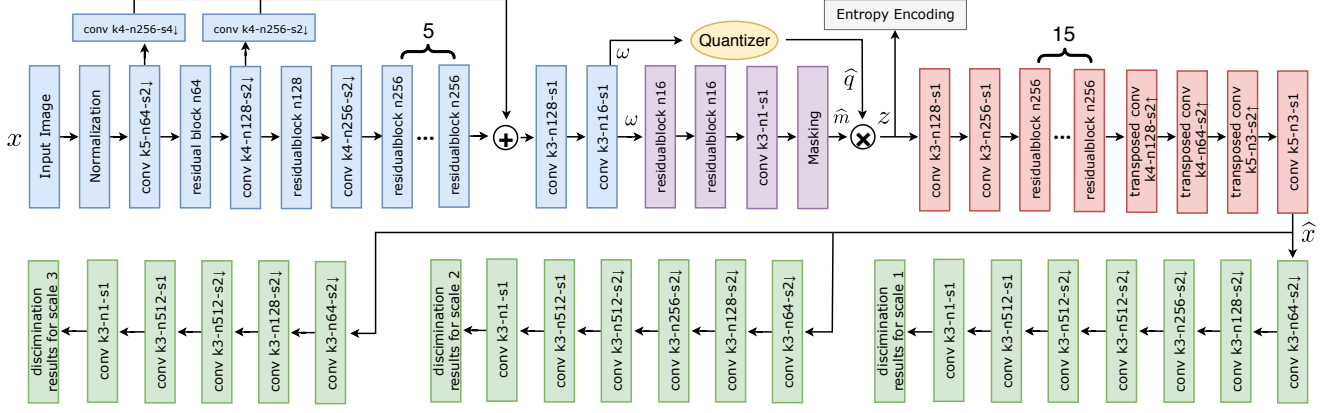 conv k4-n256-s4↓
conv k4-n256-s2↓
5
ω
Quantizer
Entropy Encoding
15
x
Input Image
Normalization
conv k5-n64-s2↓
residual block n64
conv k4-n128-s2↓
residualblock n128
conv k4-n256-s2↓
residualblock n256
...
residualblock n256
+
conv k3-n128-s1
conv k3-n16-s1
ω
residualblock n16
residualblock n16
conv k3-n1-s1
Masking
m̂
q̂
×
z
conv k3-n128-s1
conv k3-n256-s1
residualblock n256
...
residualblock n256
transposed conv
k4-n128-s2↑
transposed conv
k4-n64-s2↑
transposed conv
k5-n3-s2↑
conv k5-n3-s1
x̂
discrimination
results for scale 3
conv k3-n1-s1
conv k3-n512-s1
conv k3-n512-s2↓
conv k3-n128-s2↓
conv k3-n64-s2↓
discrimination
results for scale 2
conv k3-n1-s1
conv k3-n512-s1
conv k3-n512-s2↓
conv k3-n256-s2↓
conv k3-n128-s2↓
conv k3-n64-s2↓
discrimination
results for scale 1
conv k3-n1-s1
conv k3-n512-s1
conv k3-n512-s2↓
conv k3-n256-s2↓
conv k3-n128-s2↓
conv k3-n64-s2↓